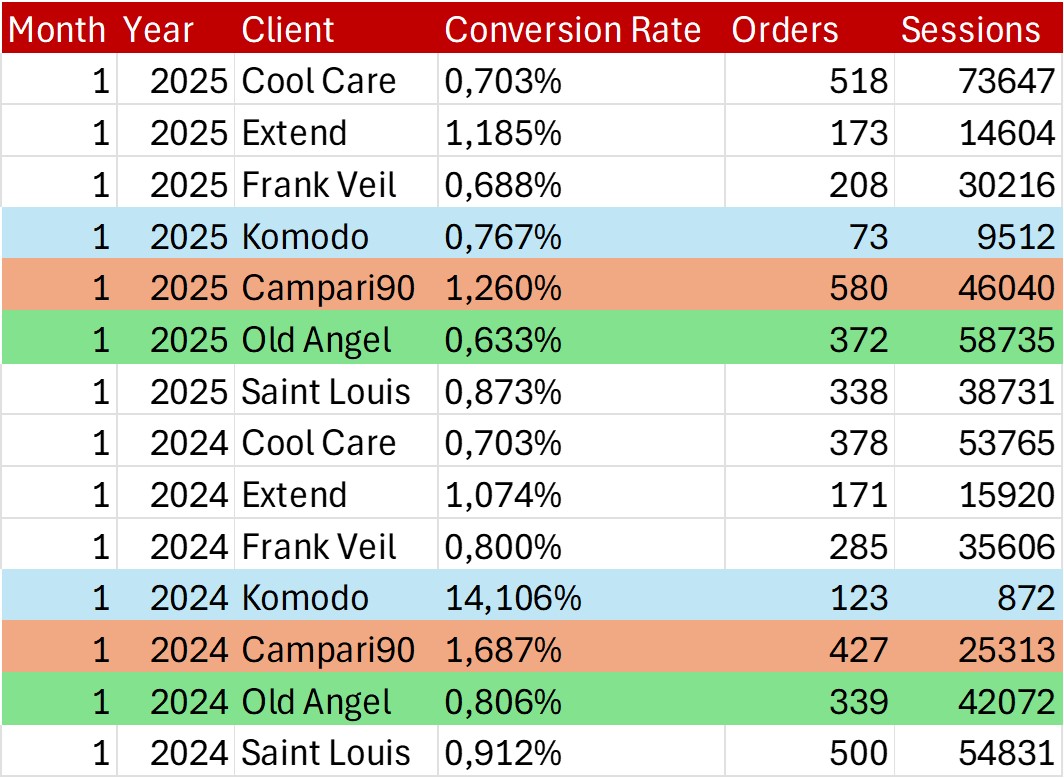 Month Year Client Conversion Rate Orders Sessions
1 2025 Cool Care 0,703% 518 73647
1 2025 Extend 1,185% 173 14604
1 2025 Frank Veil 0,688% 208 30216
1 2025 Komodo 0,767% 73 9512
1 2025 Campari90 1,260% 580 46040
1 2025 Old Angel 0,633% 372 58735
1 2025 Saint Louis 0,873% 338 38731
1 2024 Cool Care 0,703% 378 53765
1 2024 Extend 1,074% 171 15920
1 2024 Frank Veil 0,800% 285 35606
1 2024 Komodo 14,106% 123 872
1 2024 Campari90 1,687% 427 25313
1 2024 Old Angel 0,806% 339 42072
1 2024 Saint Louis 0,912% 500 54831